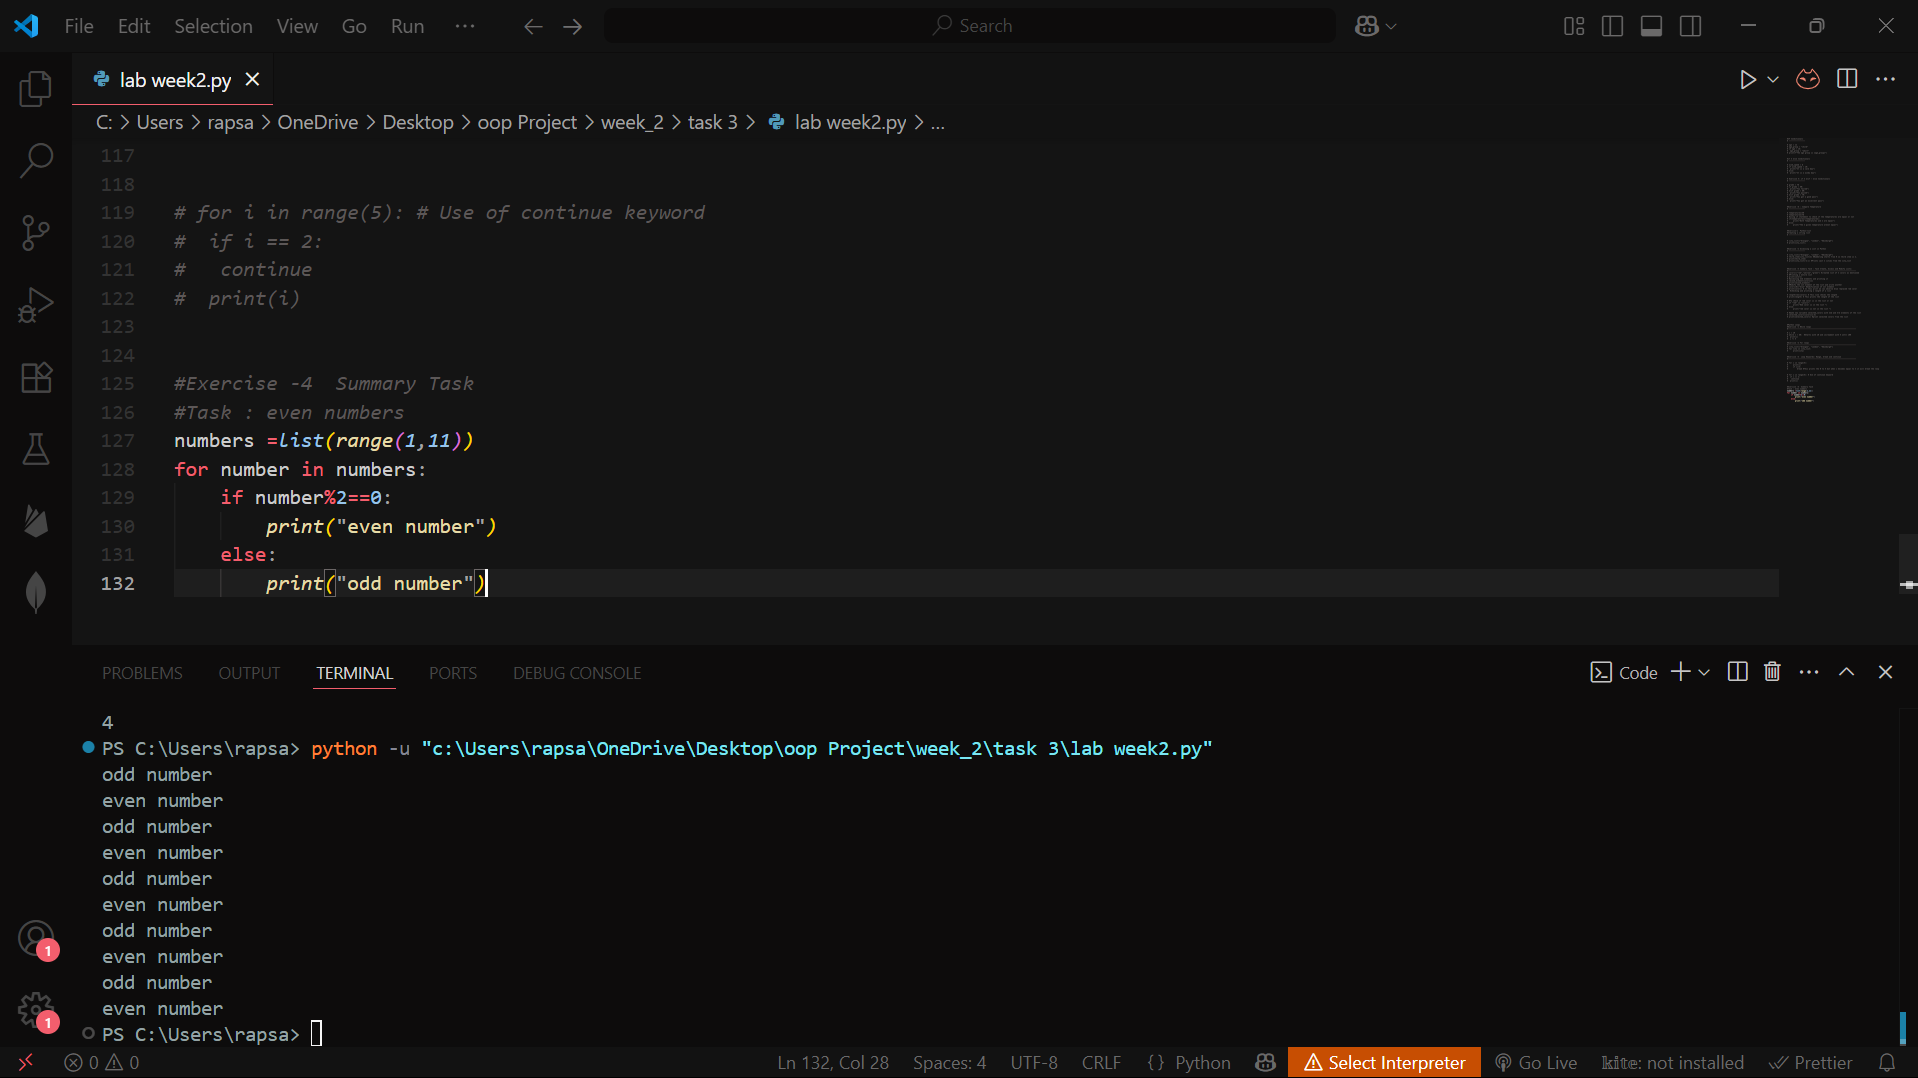 File Edit Selection View Go Run ··· Search
lab week2.py
C: > Users > rapsa > OneDrive > Desktop > oop Project > week_2 > task 3 > lab week2.py > ...
117
118
119 # for i in range(5): # Use of continue keyword
120 #  if i == 2:
121 #   continue
122 #  print(i)
123
124
125 #Exercise -4  Summary Task
126 #Task : even numbers
127 numbers =list(range(1,11))
128 for number in numbers:
129     if number%2==0:
130         print("even number")
131     else:
132         print("odd number")
PROBLEMS OUTPUT TERMINAL PORTS DEBUG CONSOLE Code
4
PS C:\Users\rapsa> python -u "c:\Users\rapsa\OneDrive\Desktop\oop Project\week_2\task 3\lab week2.py"
odd number
even number
odd number
even number
odd number
even number
odd number
even number
odd number
even number
PS C:\Users\rapsa>
1
1
0 0 Ln 132, Col 28 Spaces: 4 UTF-8 CRLF {} Python Select Interpreter Go Live kite: not installed Prettier